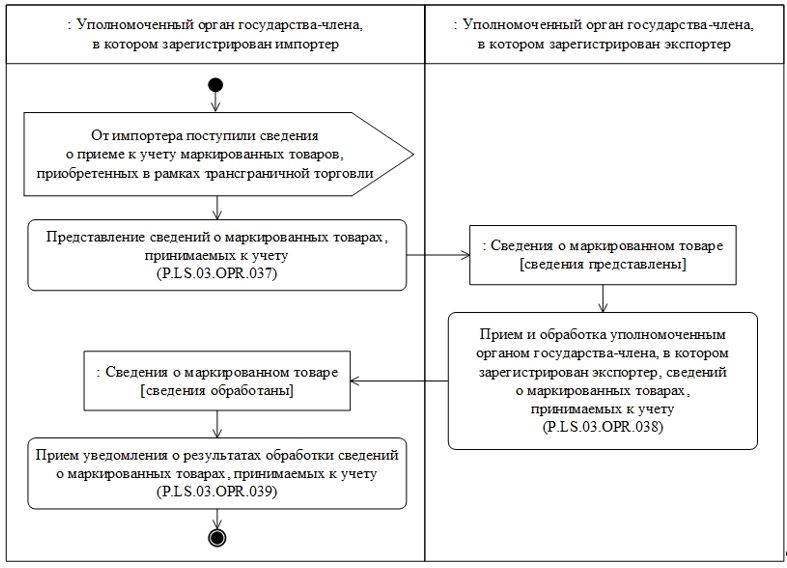 : Уполномоченный орган государства-члена,
в котором зарегистрирован импортер
: Уполномоченный орган государства-члена,
в котором зарегистрирован экспортер
От импортера поступили сведения
о приеме к учету маркированных товаров,
приобретенных в рамках трансграничной торговли
Представление сведений о маркированных товарах,
принимаемых к учету
(P.LS.03.OPR.037)
: Сведения о маркированном товаре
[сведения представлены]
Прием и обработка уполномоченным
органом государства-члена, в котором
зарегистрирован экспортер, сведений
о маркированных товарах,
принимаемых к учету
(P.LS.03.OPR.038)
: Сведения о маркированном товаре
[сведения обработаны]
Прием уведомления о результатах обработки сведений
о маркированных товарах, принимаемых к учету
(P.LS.03.OPR.039)